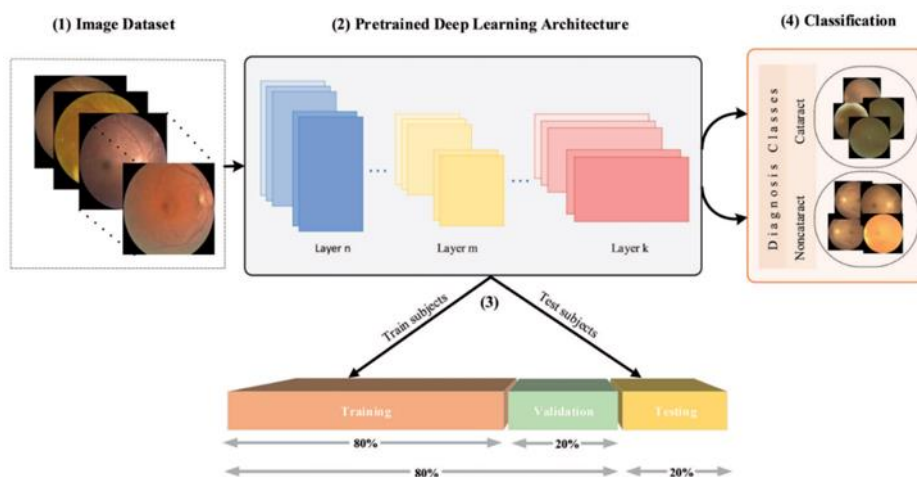 (1) Image Dataset
(2) Pretrained Deep Learning Architecture
(4) Classification
Layer n
Layer m
Layer k
Diagnosis Classes
Cataract
Noncataract
(3)
Train subjects
Test subjects
Training
Validation
Testing
80%
20%
80%
20%